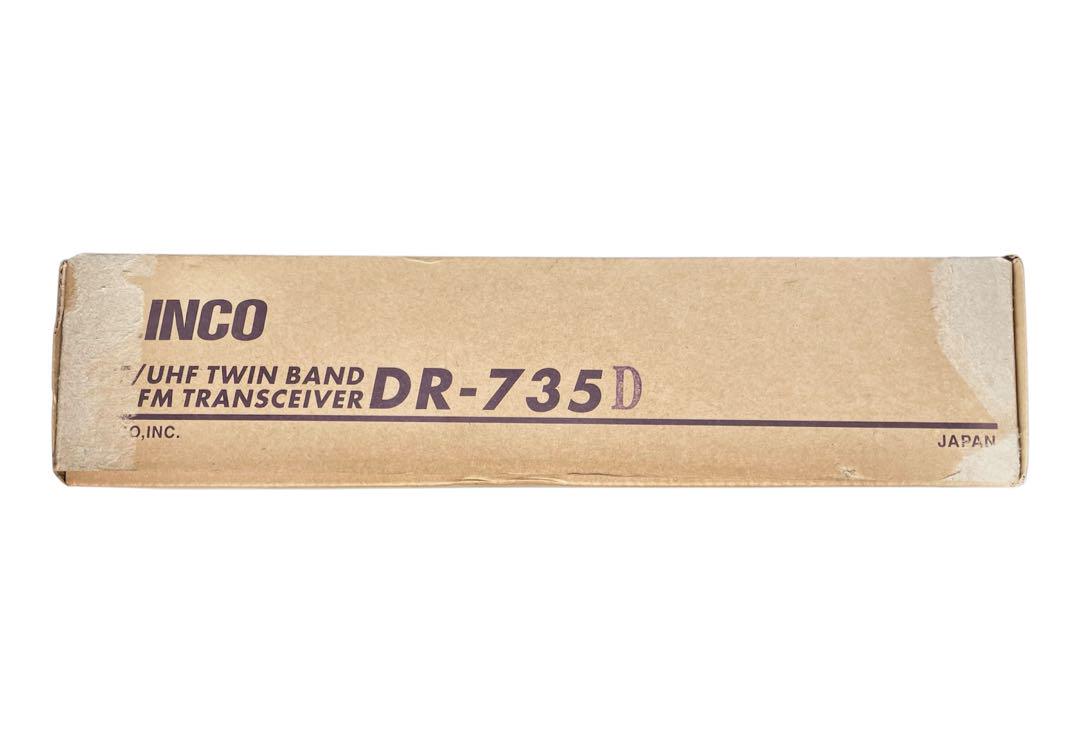 INCO
/UHF TWIN BAND
FM TRANSCEIVER DR-735D
O,INC.
JAPAN